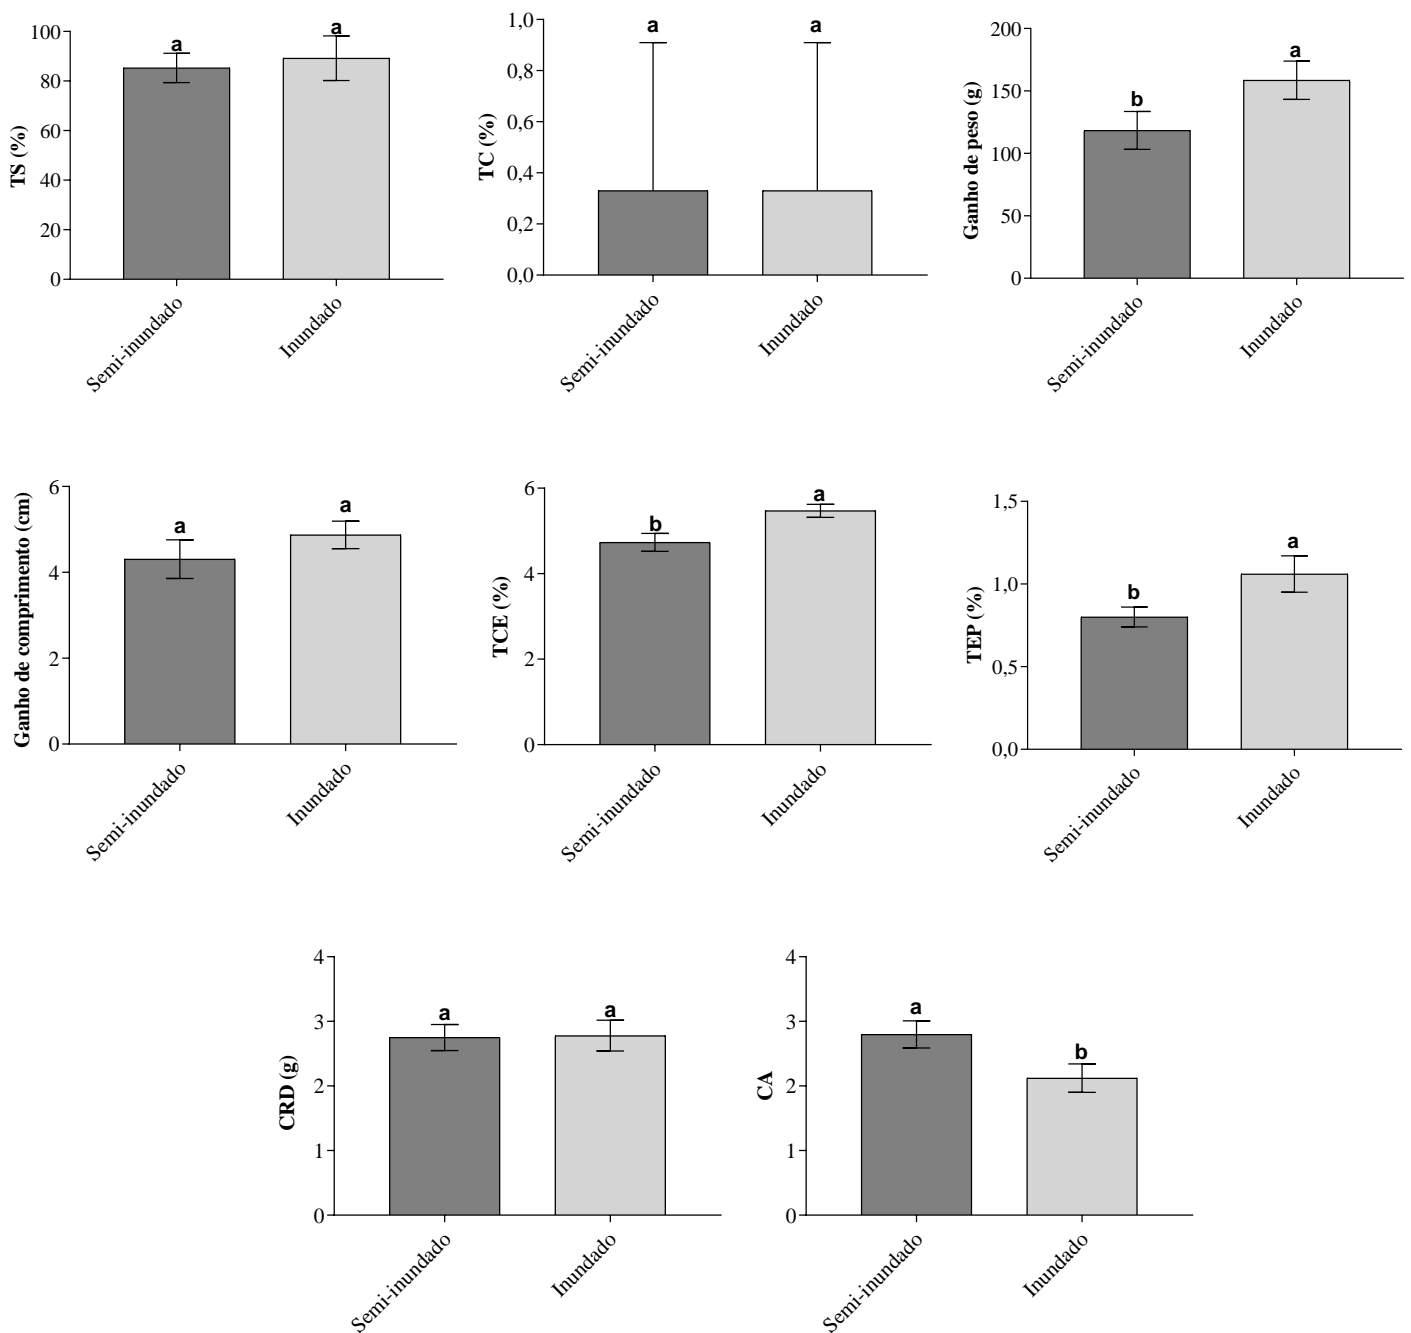 TS (%)
100
80
60
40
20
0
a
a
Semi-inundado
Inundado
TC (%)
1,0
0,8
0,6
0,4
0,2
0,0
a
a
Semi-inundado
Inundado
Ganho de peso (g)
200
150
100
50
0
b
a
Semi-inundado
Inundado
Ganho de comprimento (cm)
6
4
2
0
a
a
Semi-inundado
Inundado
TCE (%)
6
4
2
0
b
a
Semi-inundado
Inundado
TEP (%)
1,5
1,0
0,5
0,0
b
a
Semi-inundado
Inundado
CRD (g)
4
3
2
1
0
a
a
Semi-inundado
Inundado
CA
4
3
2
1
0
a
b
Semi-inundado
Inundado